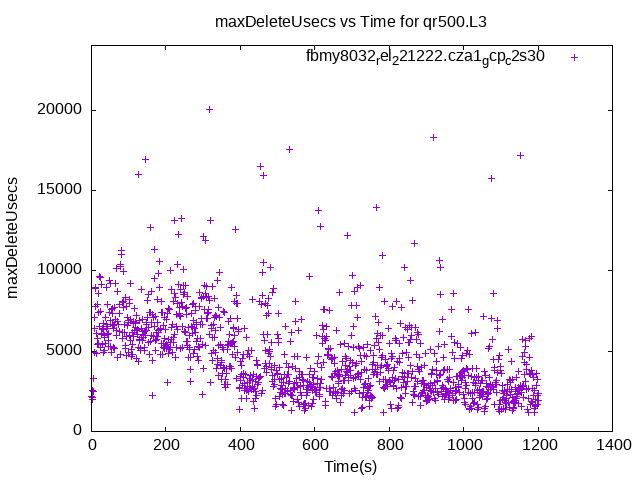 maxDeleteUsecs vs Time for qr500.L3
fbmy8032rel221222.cza1gcpc2s30
20000
15000
10000
5000
0
maxDeleteUsecs
0 200 400 600 800 1000 1200 1400
Time(s)